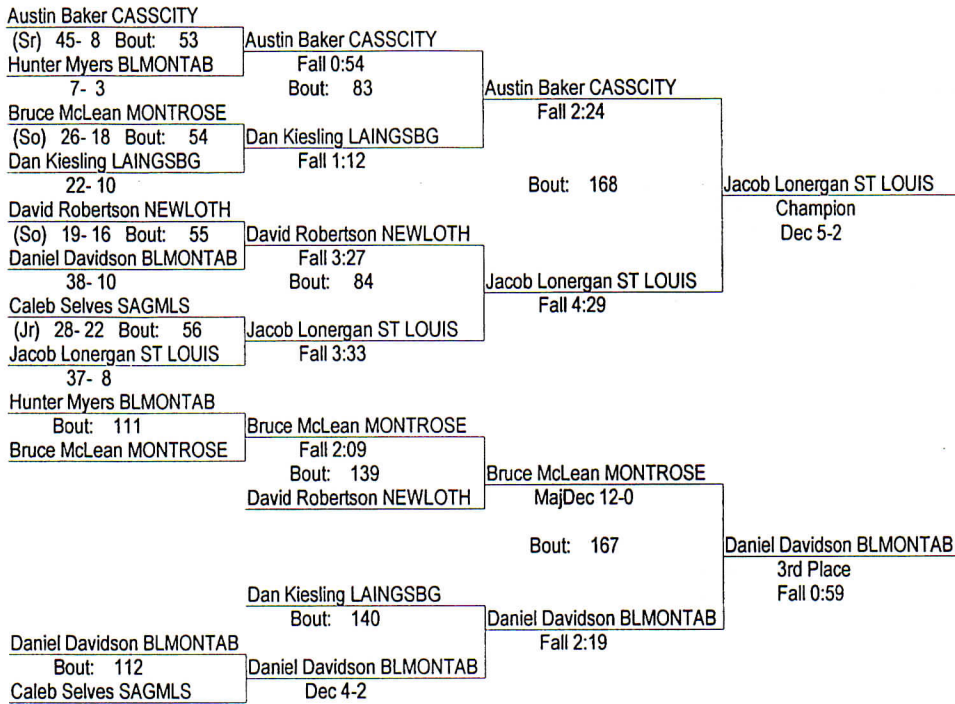 Austin Baker CASSCITY
(Sr) 45- 8 Bout: 53
Hunter Myers BLMONTAB
7- 3
Bruce McLean MONTROSE
(So) 26- 18 Bout: 54
Dan Kiesling LAINGSBG
22- 10
David Robertson NEWLOTH
(So) 19- 16 Bout: 55
Daniel Davidson BLMONTAB
38- 10
Caleb Selves SAGMLS
(Jr) 28- 22 Bout: 56
Jacob Lonergan ST LOUIS
37- 8
Austin Baker CASSCITY
Fall 0:54
Bout: 83
Dan Kiesling LAINGSBG
Fall 1:12
David Robertson NEWLOTH
Fall 3:27
Bout: 84
Jacob Lonergan ST LOUIS
Fall 3:33
Austin Baker CASSCITY
Fall 2:24
Bout: 168
Jacob Lonergan ST LOUIS
Fall 4:29
Jacob Lonergan ST LOUIS
Champion
Dec 5-2
Hunter Myers BLMONTAB
Bout: 111
Bruce McLean MONTROSE
Bruce McLean MONTROSE
Fall 2:09
Bout: 139
David Robertson NEWLOTH
Bruce McLean MONTROSE
MajDec 12-0
Bout: 167
Daniel Davidson BLMONTAB
3rd Place
Fall 0:59
Dan Kiesling LAINGSBG
Bout: 140
Daniel Davidson BLMONTAB
Fall 2:19
Daniel Davidson BLMONTAB
Bout: 112
Caleb Selves SAGMLS
Daniel Davidson BLMONTAB
Dec 4-2